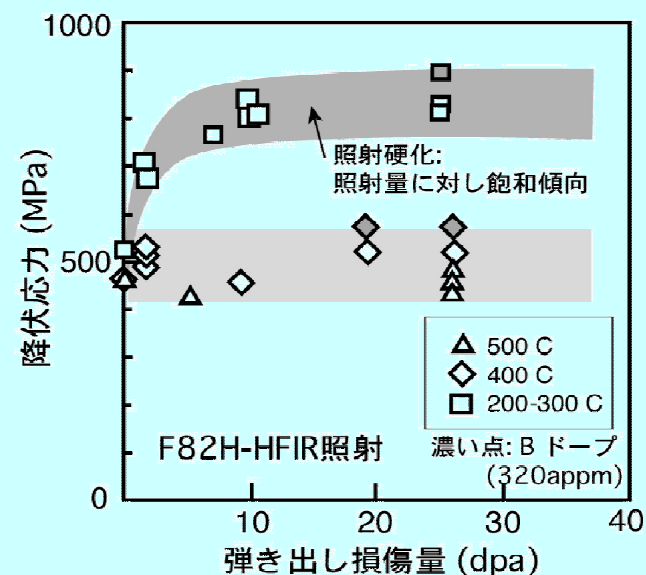 1000
500
0
降伏応力 (MPa)
照射硬化:
照射量に対し飽和傾向
500 C
400 C
200-300 C
F82H-HFIR照射
濃い点: B ドープ
(320appm)
10
20
30
40
弾き出し損傷量 (dpa)